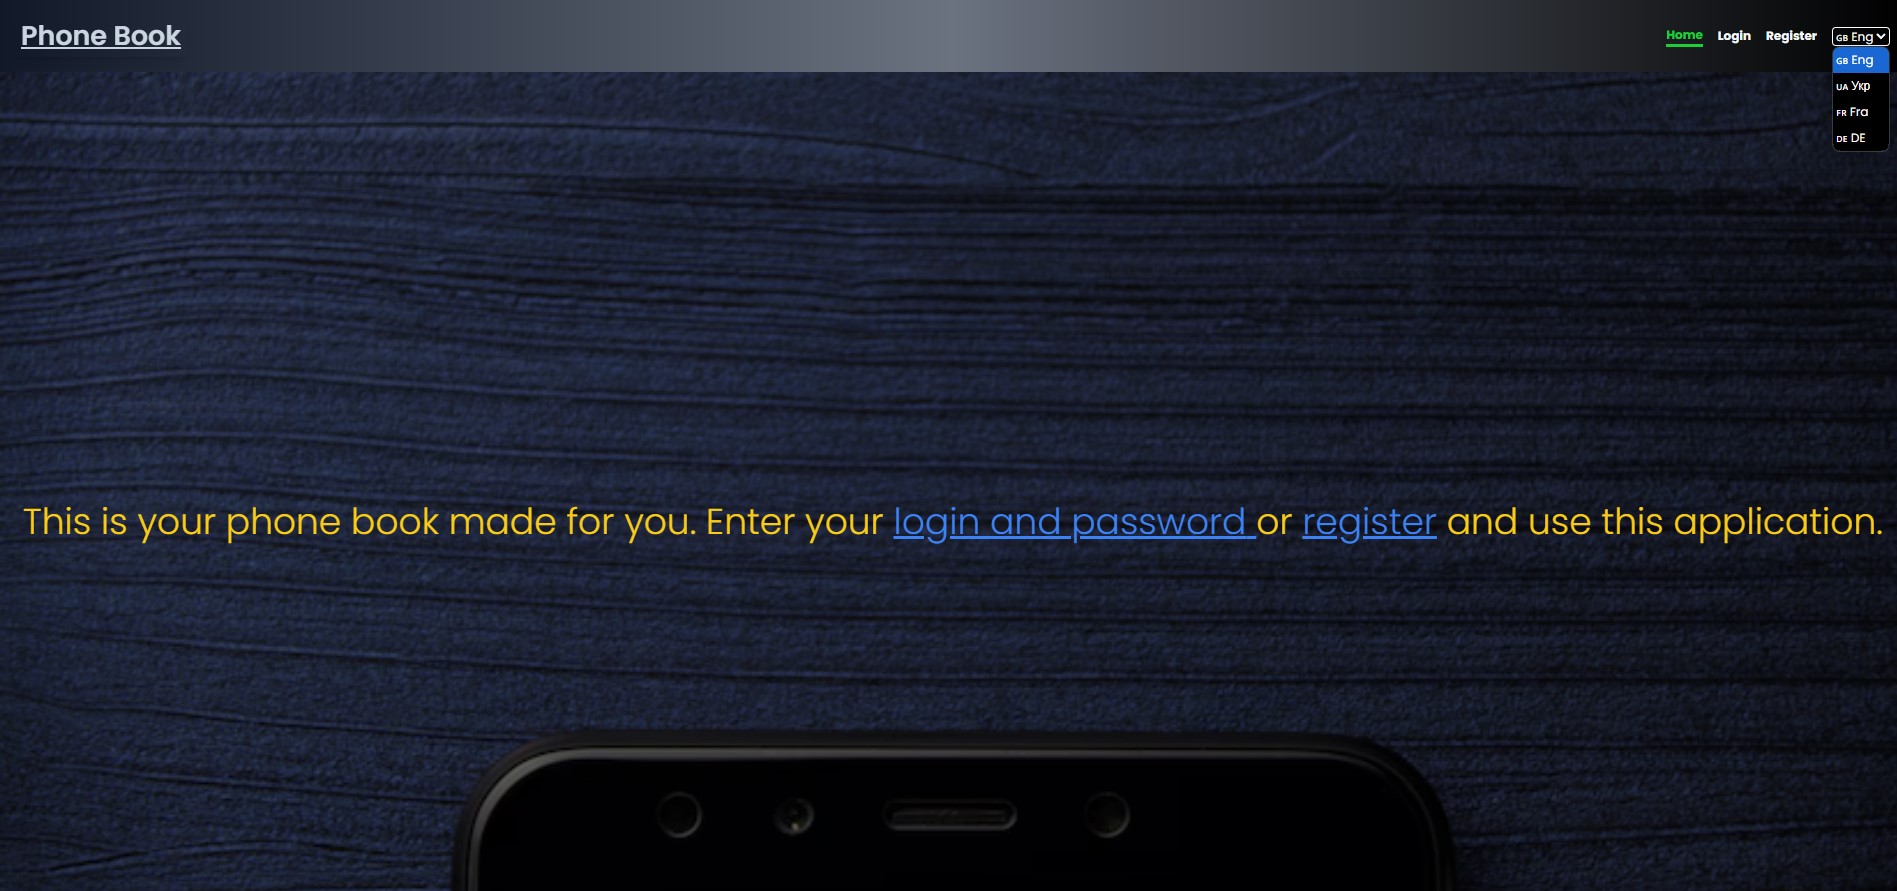 Phone Book
Home Login Register GB Eng
GB Eng
UA Укр
FR Fra
DE DE
This is your phone book made for you. Enter your login and password or register and use this application.